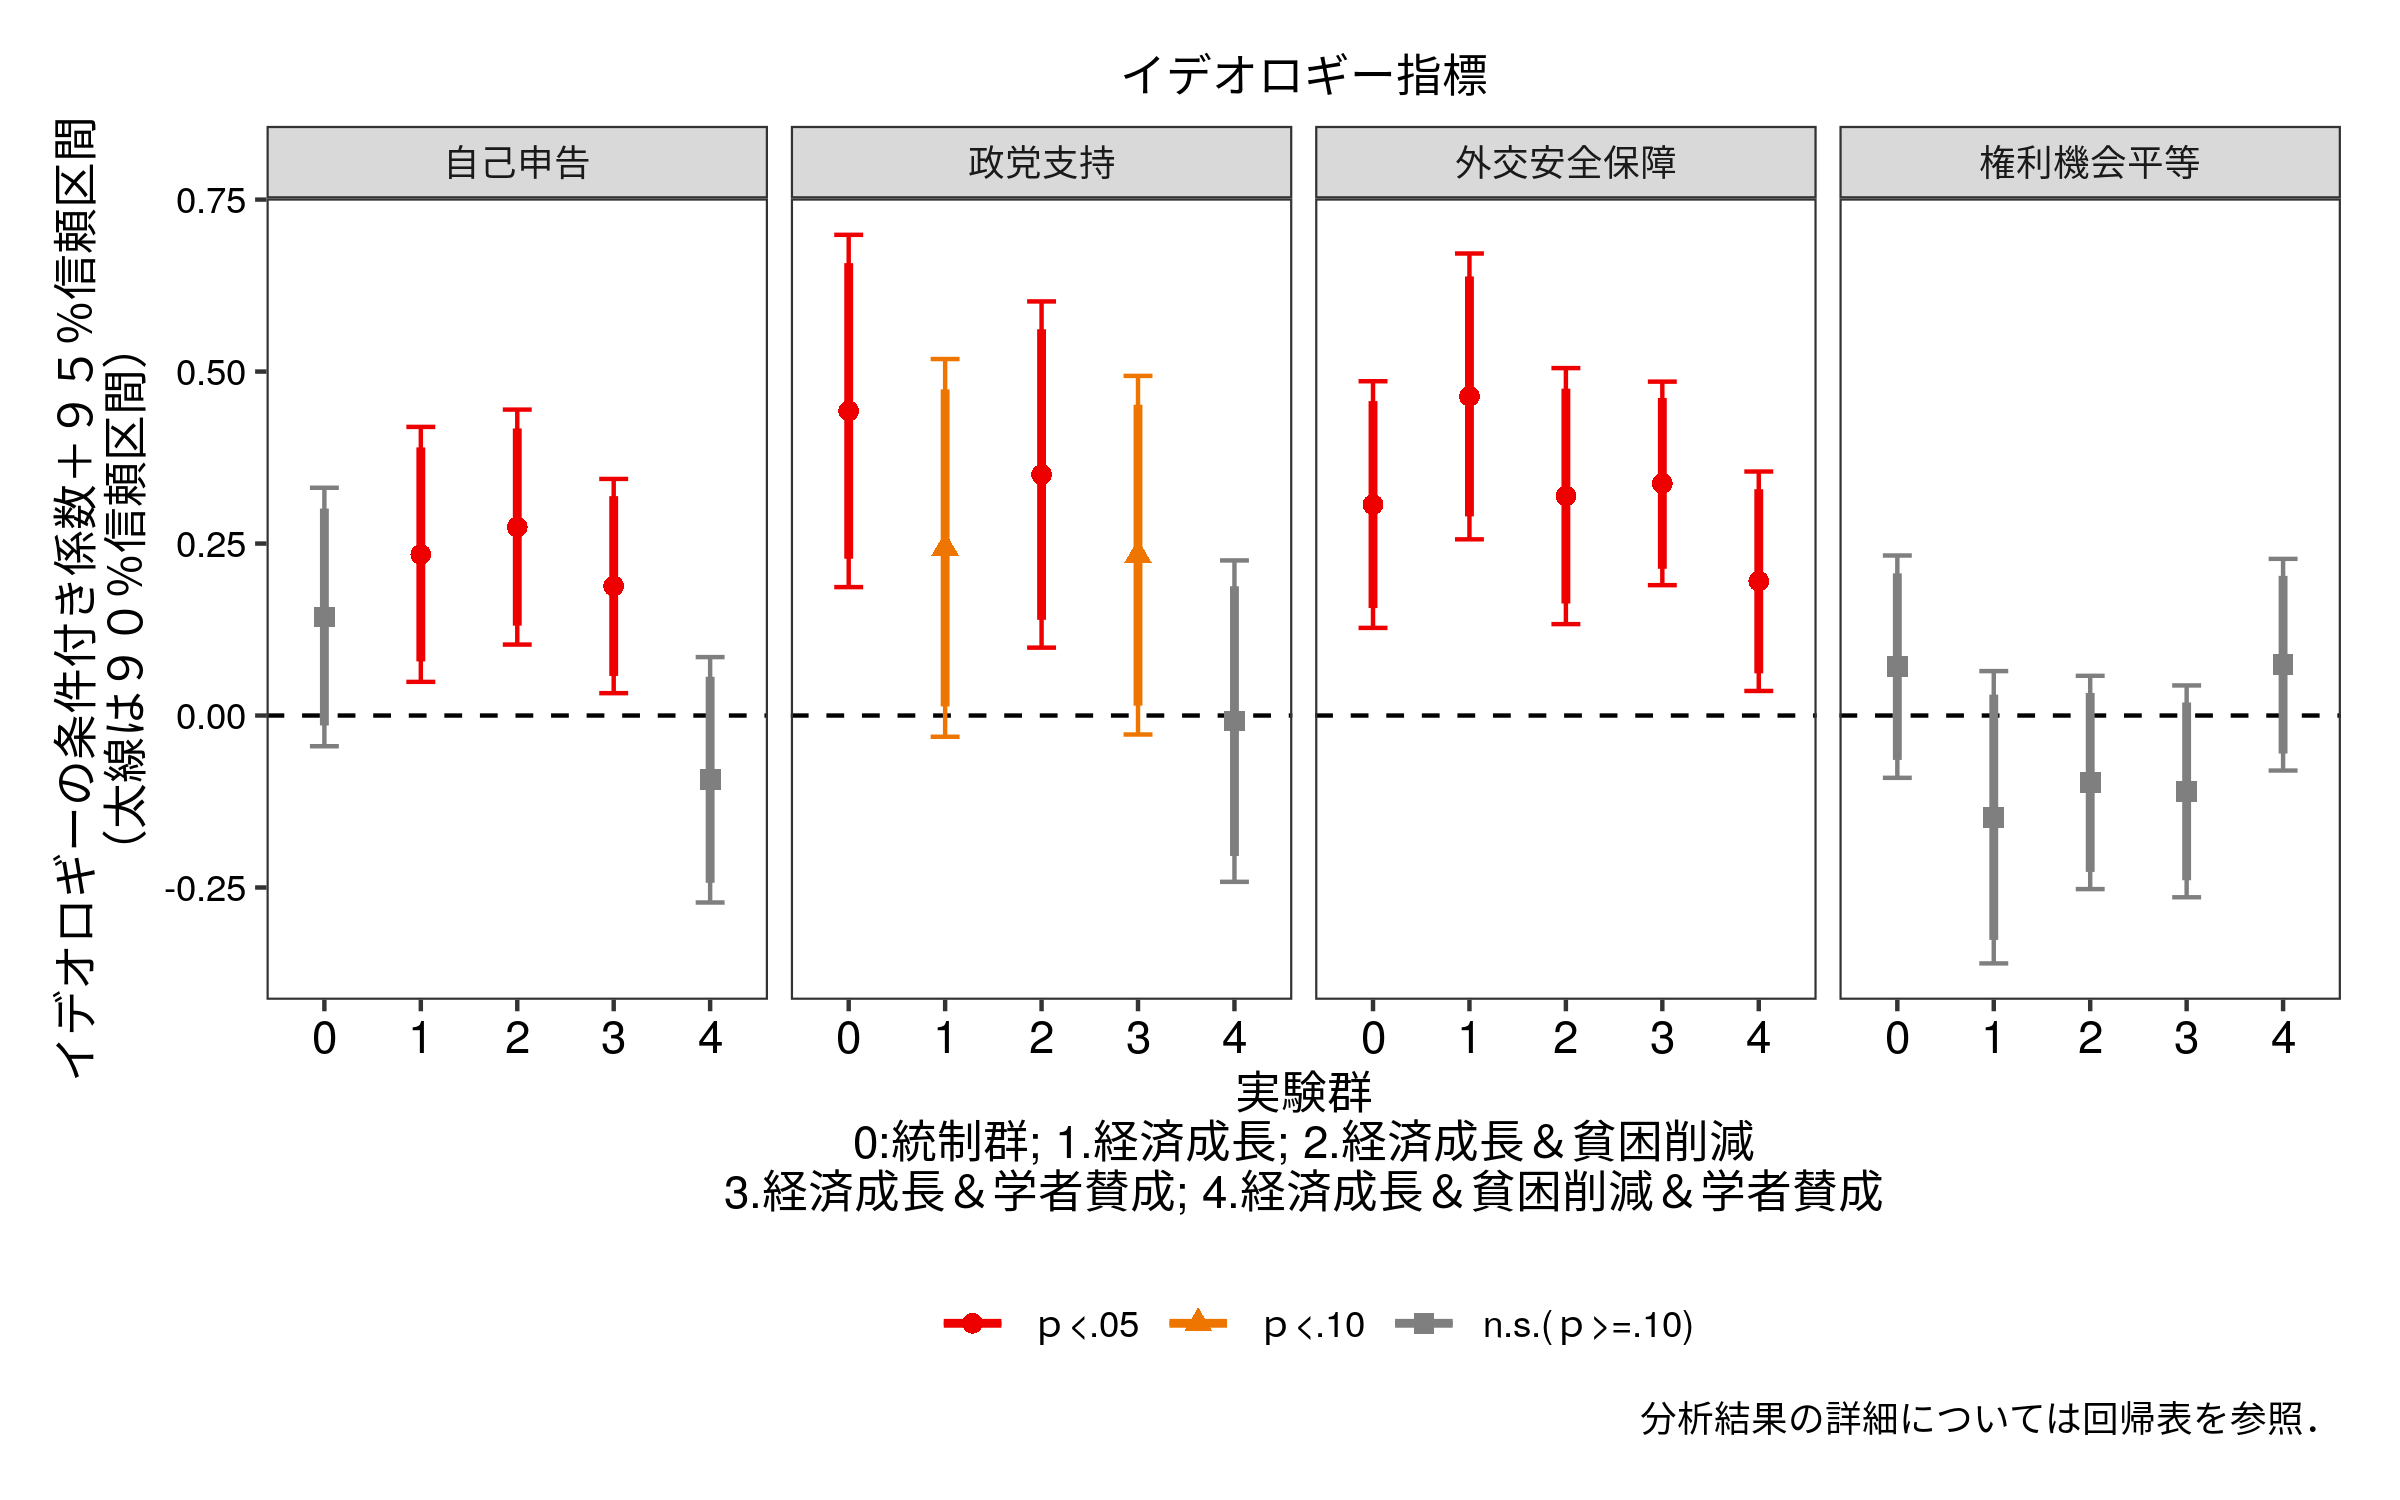 イデオロギー指標
自己申告 政党支持 外交安全保障 権利機会平等
イデオロギーの条件付き係数＋９５％信頼区間
（太線は９０％信頼区間）
0.75
0.50
0.25
0.00
-0.25
0 1 2 3 4 0 1 2 3 4 0 1 2 3 4 0 1 2 3 4
実験群
0:統制群; 1.経済成長; 2.経済成長＆貧困削減
3.経済成長＆学者賛成; 4.経済成長＆貧困削減＆学者賛成
ｐ<.05 ｐ<.10 n.s.(ｐ>=.10)
分析結果の詳細については回帰表を参照．